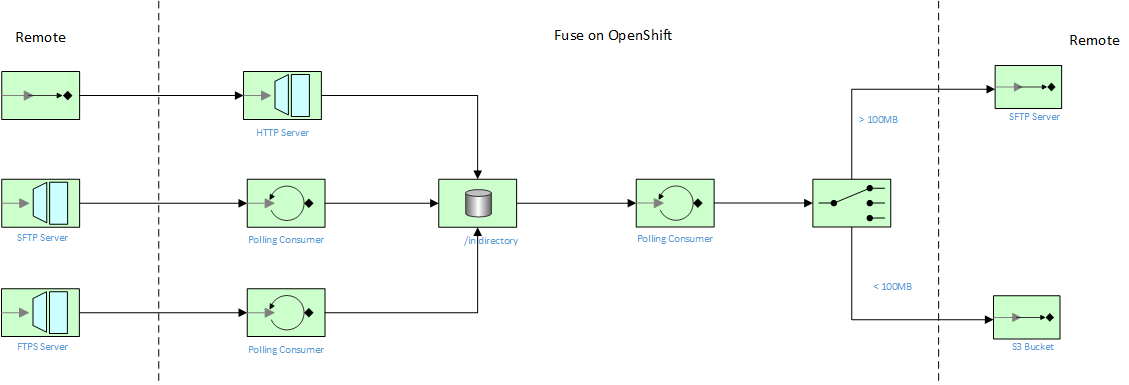 Remote
Fuse on OpenShift
Remote
HTTP Server
SFTP Server
> 100MB
SFTP Server
Polling Consumer
/in directory
Polling Consumer
< 100MB
FTPS Server
Polling Consumer
S3 Bucket